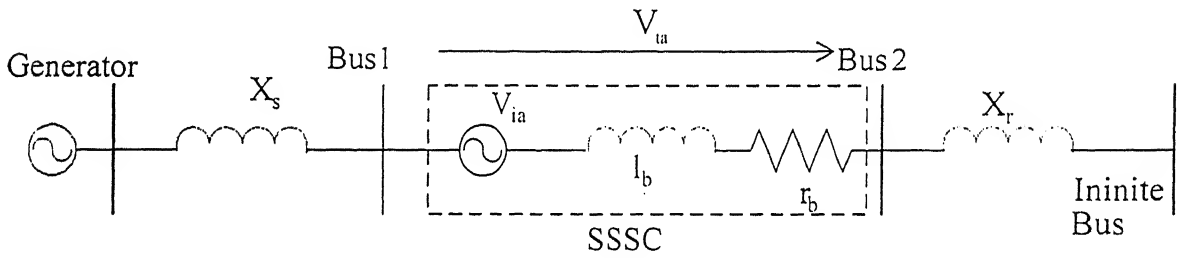 V_ta
Generator
Bus1
Bus2
X_s
V_ia
X_r
l_b
r_b
Ininite
Bus
SSSC